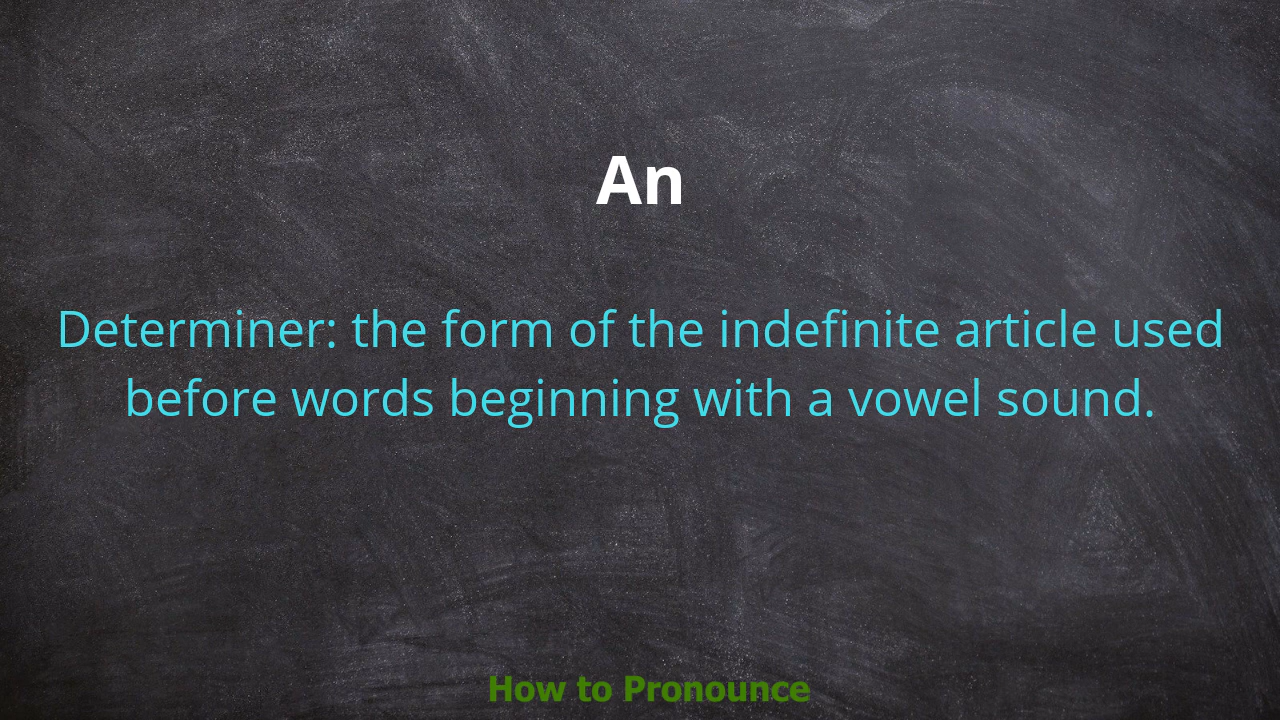 An
Determiner: the form of the indefinite article used
before words beginning with a vowel sound.
How to Pronounce